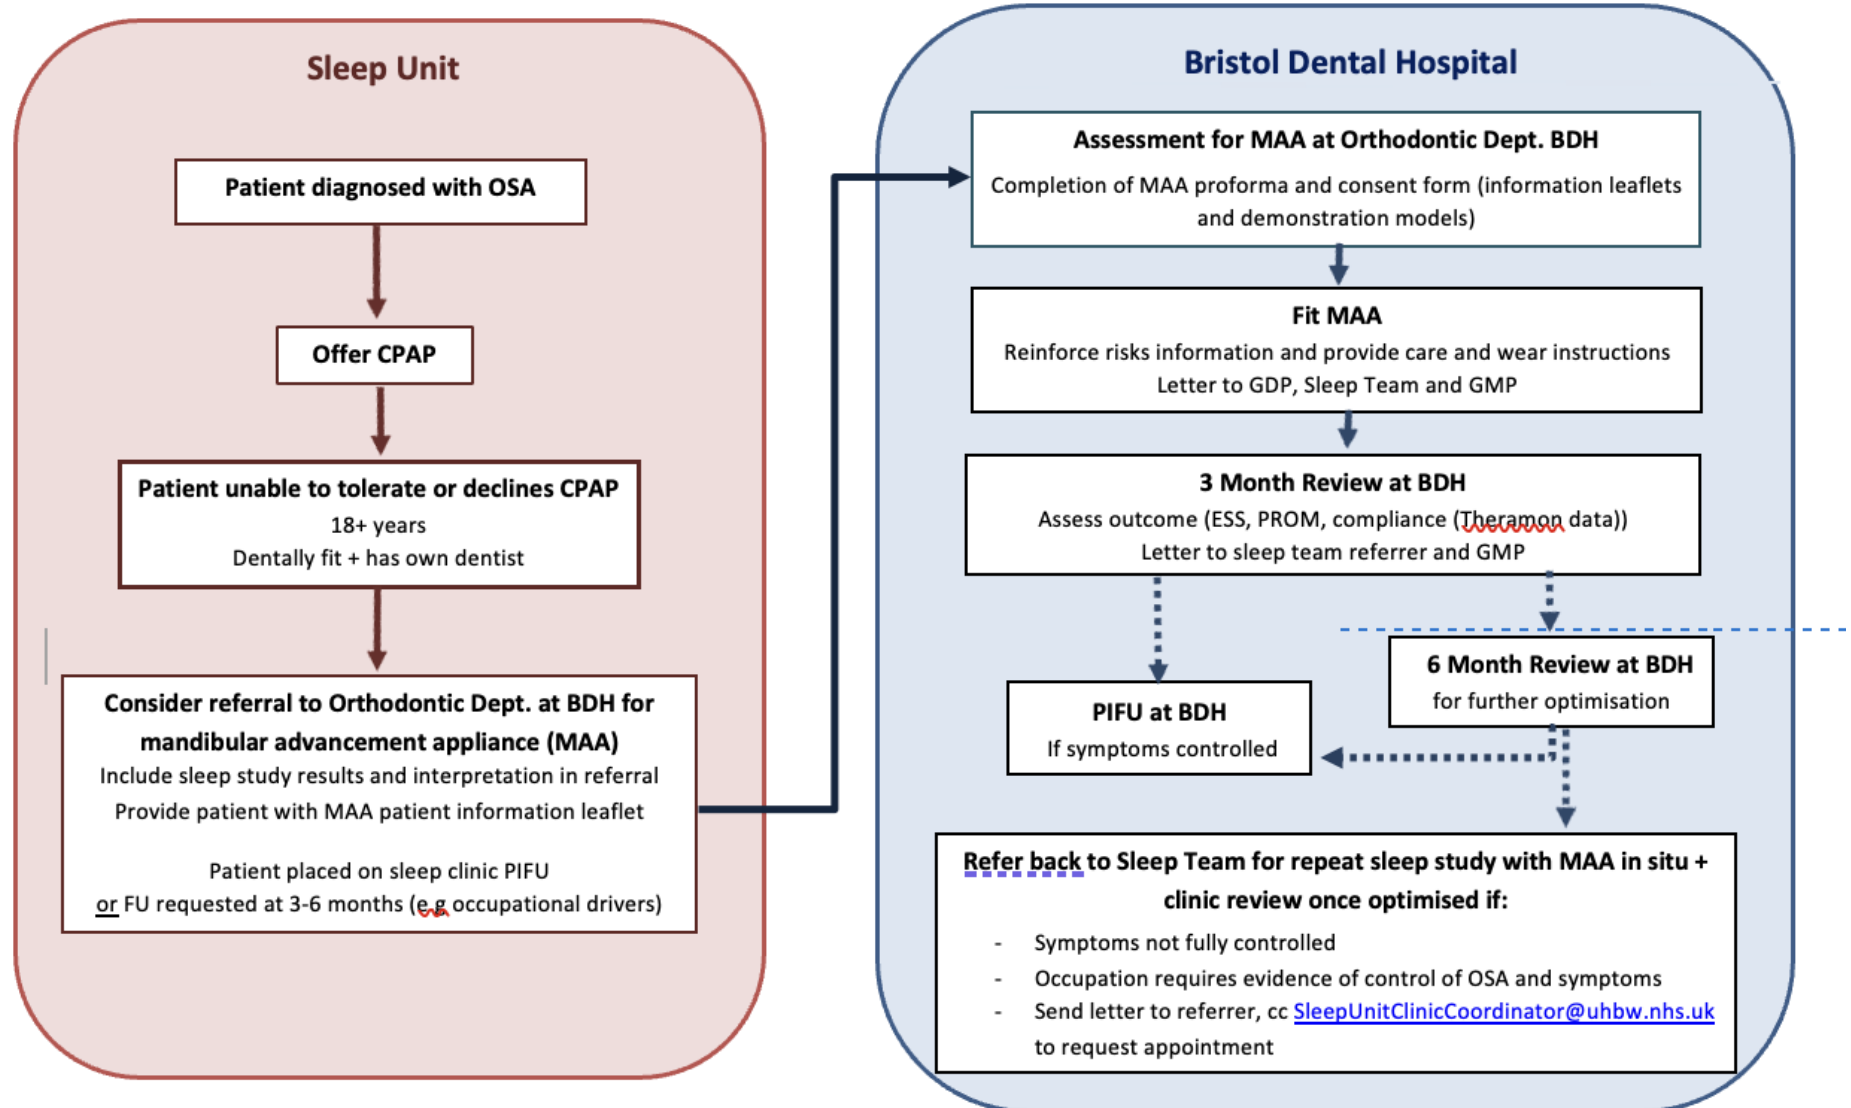 Sleep Unit
Patient diagnosed with OSA
Offer CPAP
Patient unable to tolerate or declines CPAP
18+ years
Dentally fit + has own dentist
Consider referral to Orthodontic Dept. at BDH for
mandibular advancement appliance (MAA)
Include sleep study results and interpretation in referral
Provide patient with MAA patient information leaflet
Patient placed on sleep clinic PIFU
or FU requested at 3-6 months (e.g occupational drivers)
Bristol Dental Hospital
Assessment for MAA at Orthodontic Dept. BDH
Completion of MAA proforma and consent form (information leaflets
and demonstration models)
Fit MAA
Reinforce risks information and provide care and wear instructions
Letter to GDP, Sleep Team and GMP
3 Month Review at BDH
Assess outcome (ESS, PROM, compliance (Theramon data))
Letter to sleep team referrer and GMP
6 Month Review at BDH
for further optimisation
PIFU at BDH
If symptoms controlled
Refer back to Sleep Team for repeat sleep study with MAA in situ +
clinic review once optimised if:
- Symptoms not fully controlled
- Occupation requires evidence of control of OSA and symptoms
- Send letter to referrer, cc SleepUnitClinicCoordinator@uhbw.nhs.uk
to request appointment